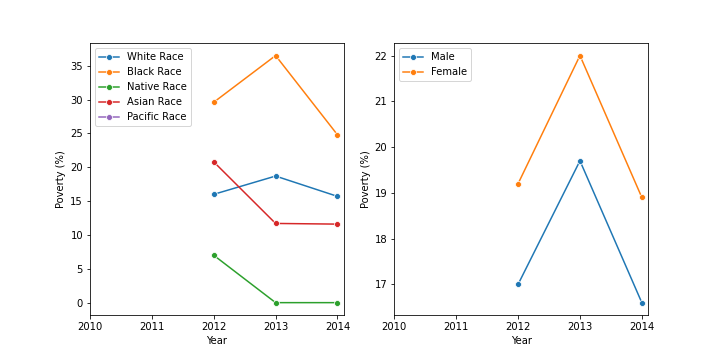 White Race
Black Race
Native Race
Asian Race
Pacific Race
35
30
25
20
15
10
5
0
Poverty (%)
2010 2011 2012 2013 2014
Year
Male
Female
22
21
20
19
18
17
Poverty (%)
2010 2011 2012 2013 2014
Year